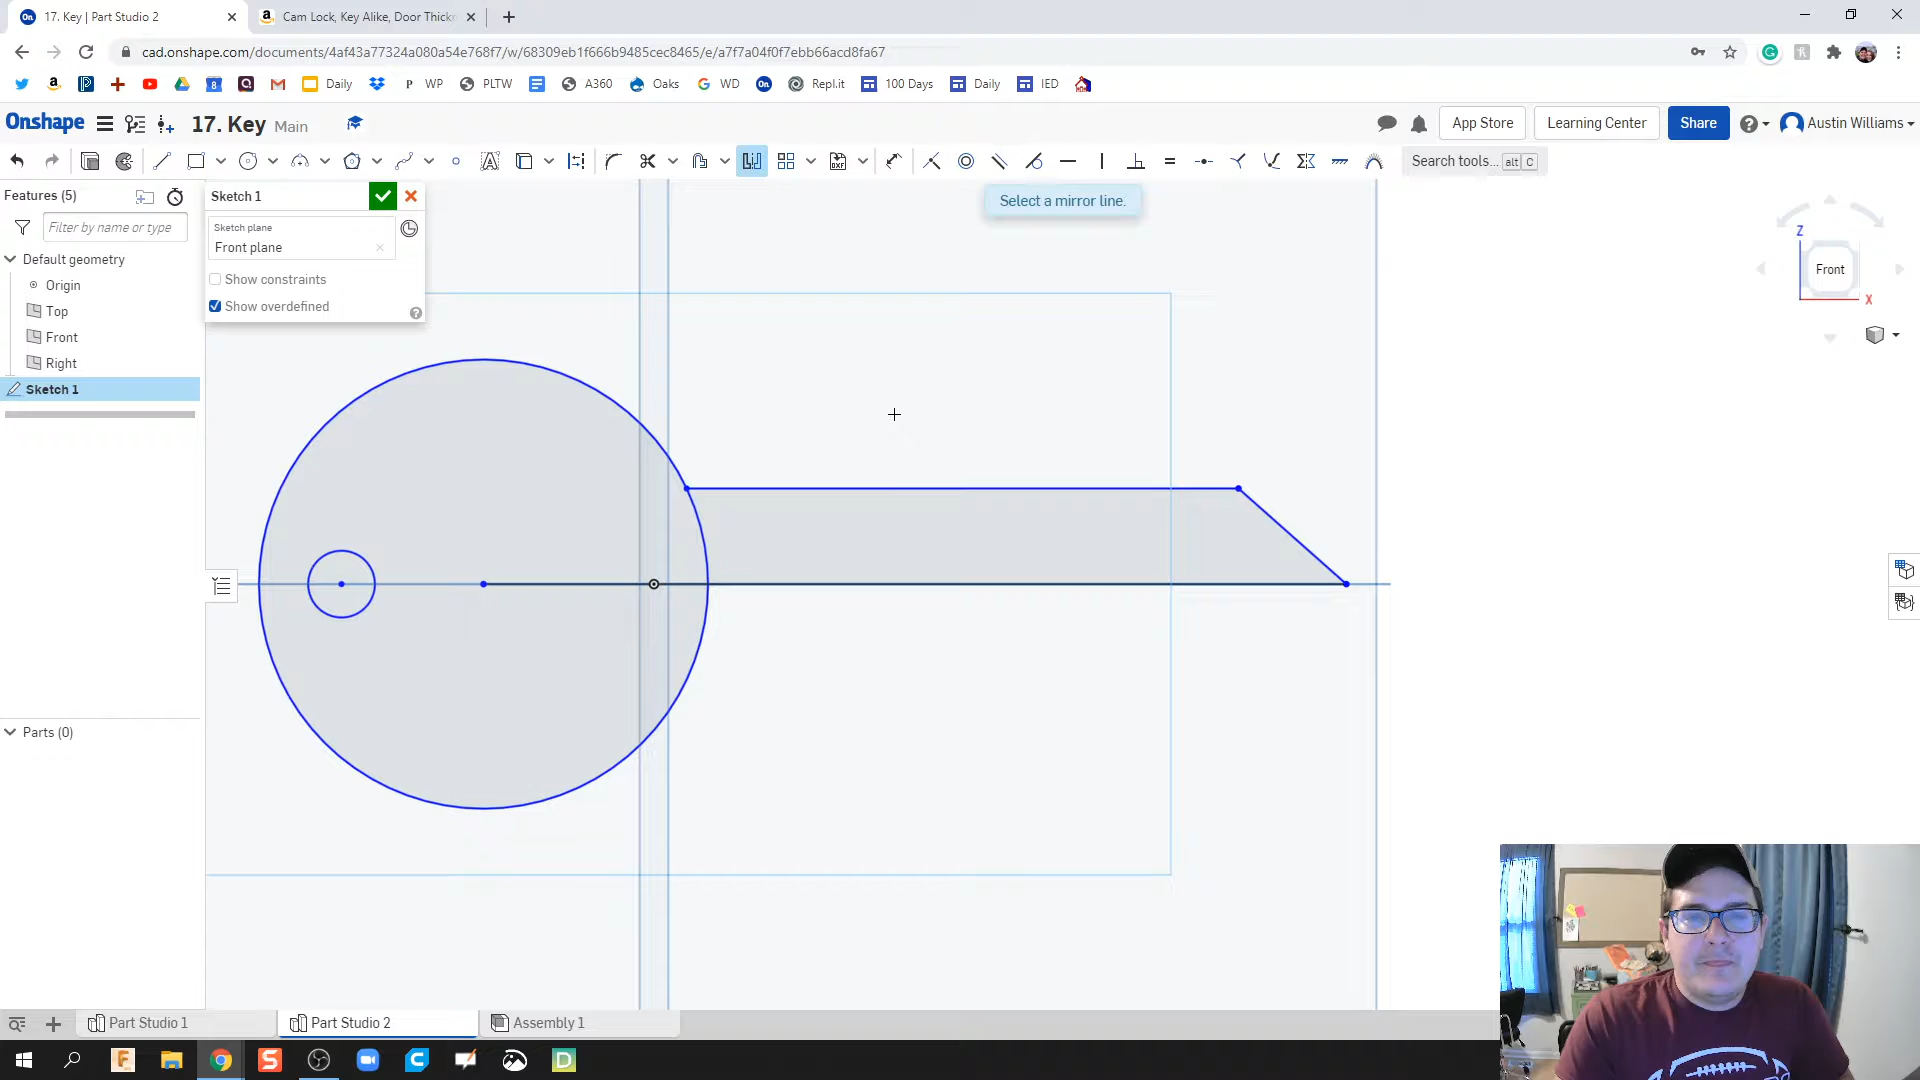 17. Key | Part Studio 2
Cam Lock, Key Alike, Door Thickn
cad.onshape.com/documents/4af43a77324a080a54e768f7/w/68309eb1f666b9485cec8465/e/a7f7a04f0f7ebb66acd8fa67
Daily
P WP
PLTW
A360
Oaks
WD
Repl.it
100 Days
Daily
IED
Onshape
17. Key Main
App Store
Learning Center
Share
Austin Williams
Search tools... alt C
Features (5)
Filter by name or type
Default geometry
Origin
Top
Front
Right
Sketch 1
Parts (0)
Sketch 1
Sketch plane
Front plane
Show constraints
Show overdefined
Select a mirror line.
Z
Front
X
Part Studio 1
Part Studio 2
Assembly 1